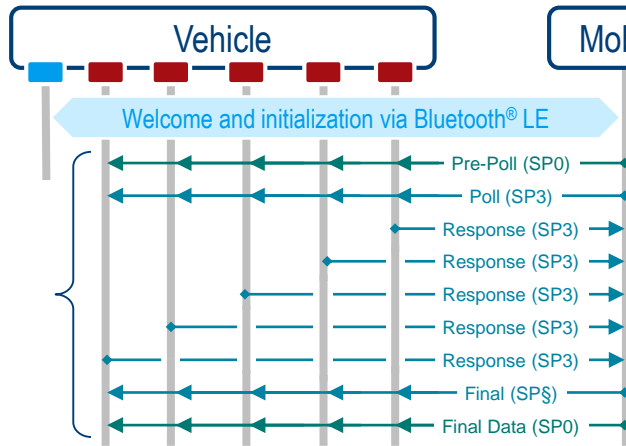 Vehicle
Welcome and initialization via Bluetooth® LE
Pre-Poll (SP0)
Poll (SP3)
Response (SP3)
Response (SP3)
Response (SP3)
Response (SP3)
Response (SP3)
Final (SP§)
Final Data (SP0)